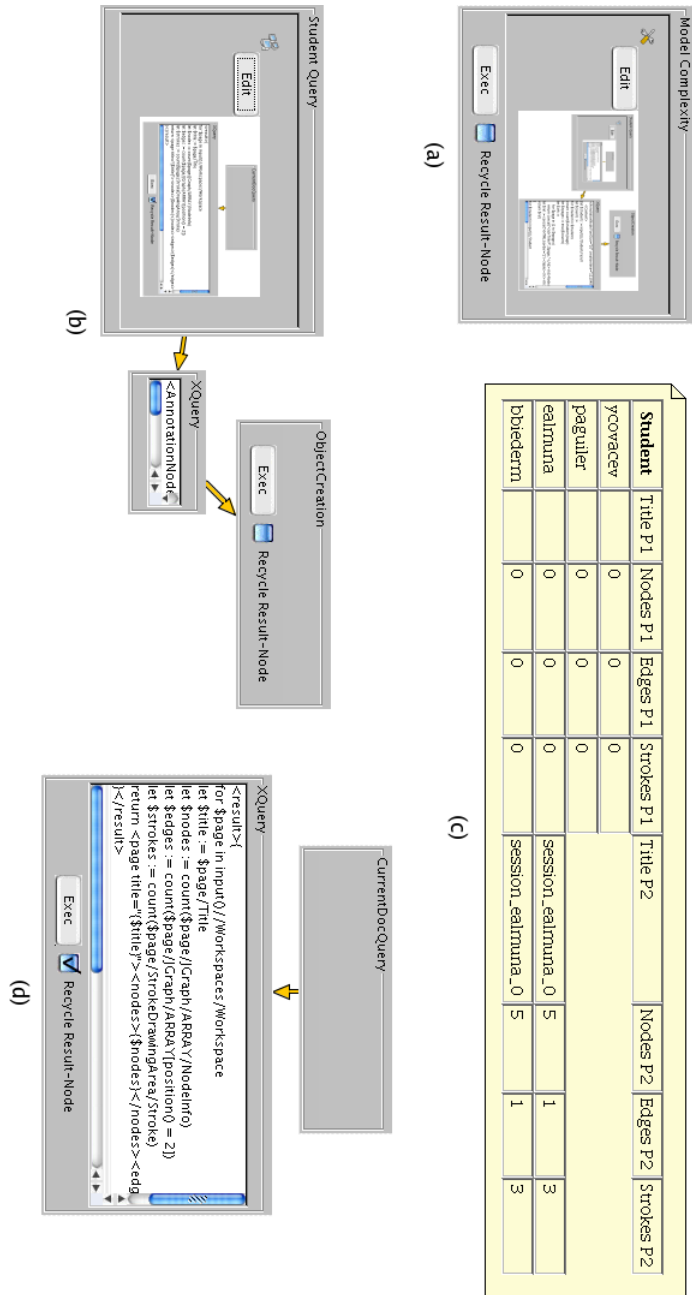 Model Complexity
Edit
Exec
Recycle Result-Node
(a)
Student Title P1 Nodes P1 Edges P1 Strokes P1 Title P2 Nodes P2 Edges P2 Strokes P2
ycovacev 0 0 0
paguiler 0 0 0
ealmuna 0 0 0 session_ealmuna_0 5 1 3
bbiederm 0 0 0 session_ealmuna_0 5 1 3
(c)
Student Query
Edit
(b)
XQuery
<AnnotationNode
ObjectCreation
Exec
Recycle Result-Node
CurrentDocQuery
XQuery
<result>{
for $page in input()//Workspaces/Workspace
let $title := $page/Title
let $nodes := count($page/JGraph/ARRAY/NodeInfo)
let $edges := count($page/JGraph/ARRAY[position() = 2])
let $strokes := count($page/StrokeDrawingArea/Stroke)
return <page title="{$title}"><nodes>{$nodes}</nodes><edg
}</result>
Exec
Recycle Result-Node
(d)